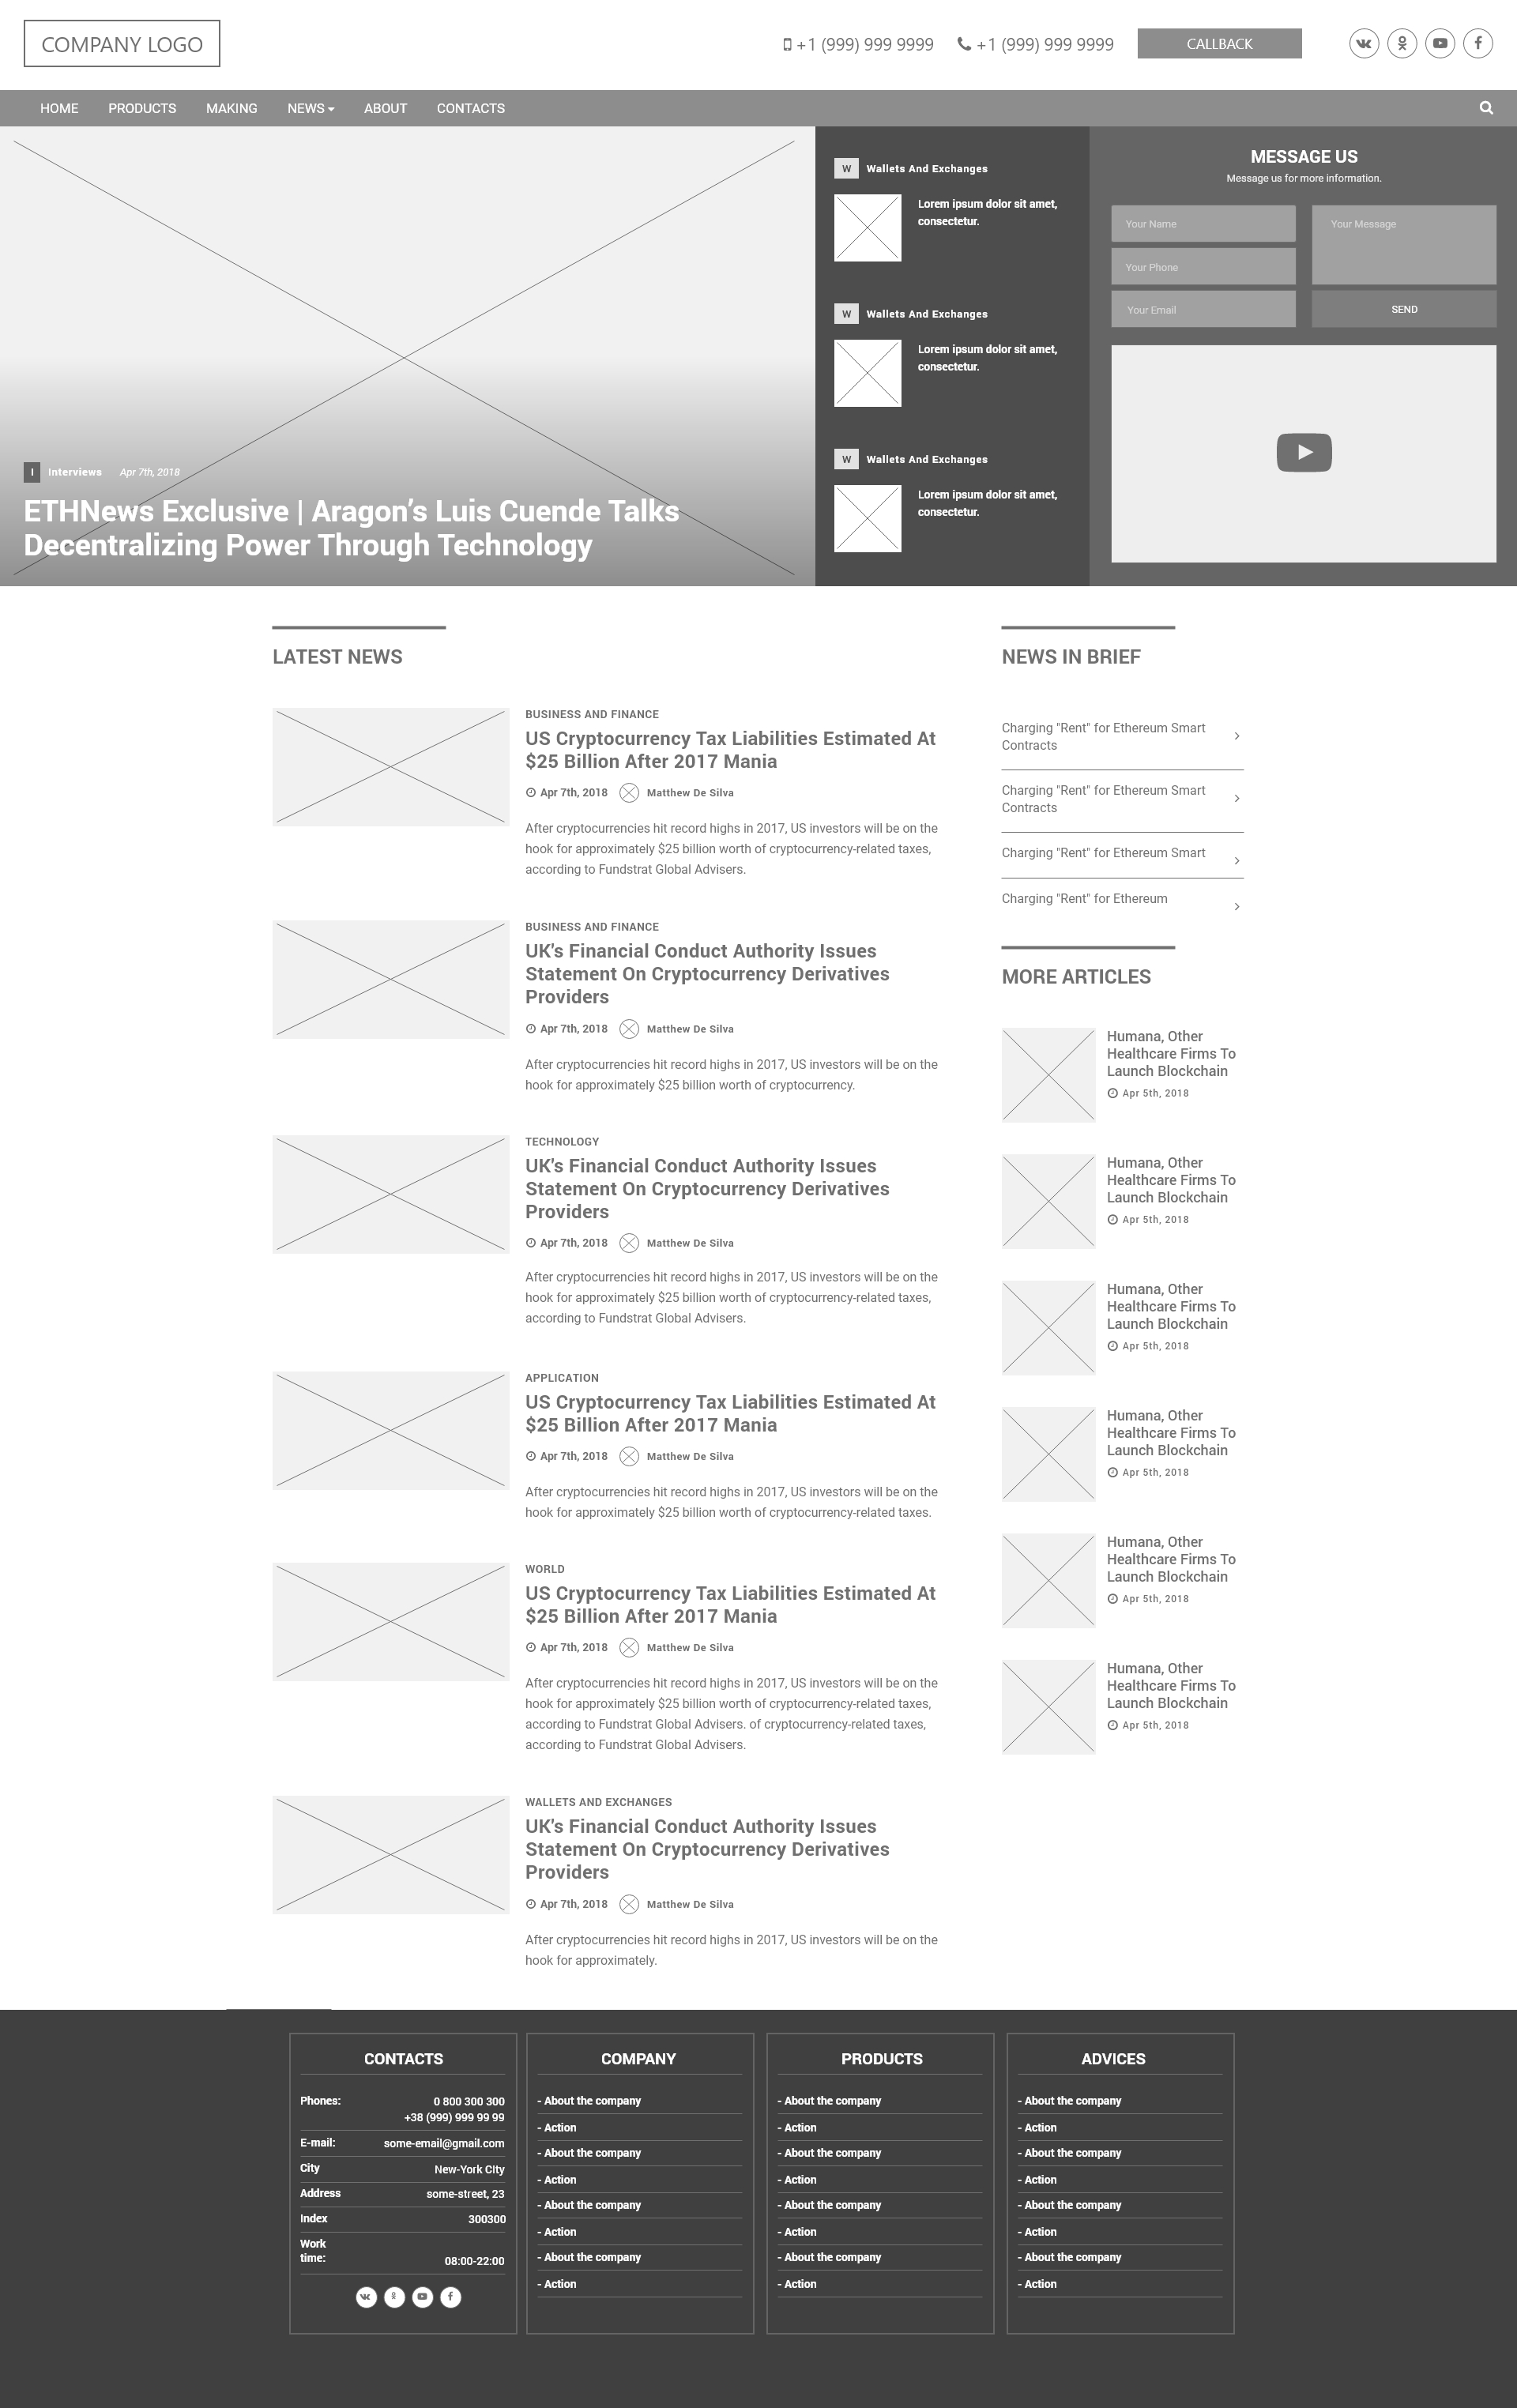 COMPANY LOGO
+1 (999) 999 9999
+1 (999) 999 9999
CALLBACK
HOME PRODUCTS MAKING NEWS ABOUT CONTACTS
I Interviews Apr 7th, 2018
ETHNews Exclusive | Aragon’s Luis Cuende Talks
Decentralizing Power Through Technology
W Wallets And Exchanges
Lorem ipsum dolor sit amet,
consectetur.
W Wallets And Exchanges
Lorem ipsum dolor sit amet,
consectetur.
W Wallets And Exchanges
Lorem ipsum dolor sit amet,
consectetur.
MESSAGE US
Message us for more information.
Your Name
Your Phone
Your Email
Your Message
SEND
LATEST NEWS
BUSINESS AND FINANCE
US Cryptocurrency Tax Liabilities Estimated At
$25 Billion After 2017 Mania
Apr 7th, 2018 Matthew De Silva
After cryptocurrencies hit record highs in 2017, US investors will be on the
hook for approximately $25 billion worth of cryptocurrency-related taxes,
according to Fundstrat Global Advisers.
BUSINESS AND FINANCE
UK's Financial Conduct Authority Issues
Statement On Cryptocurrency Derivatives
Providers
Apr 7th, 2018 Matthew De Silva
After cryptocurrencies hit record highs in 2017, US investors will be on the
hook for approximately $25 billion worth of cryptocurrency.
TECHNOLOGY
UK's Financial Conduct Authority Issues
Statement On Cryptocurrency Derivatives
Providers
Apr 7th, 2018 Matthew De Silva
After cryptocurrencies hit record highs in 2017, US investors will be on the
hook for approximately $25 billion worth of cryptocurrency-related taxes,
according to Fundstrat Global Advisers.
APPLICATION
US Cryptocurrency Tax Liabilities Estimated At
$25 Billion After 2017 Mania
Apr 7th, 2018 Matthew De Silva
After cryptocurrencies hit record highs in 2017, US investors will be on the
hook for approximately $25 billion worth of cryptocurrency-related taxes.
WORLD
US Cryptocurrency Tax Liabilities Estimated At
$25 Billion After 2017 Mania
Apr 7th, 2018 Matthew De Silva
After cryptocurrencies hit record highs in 2017, US investors will be on the
hook for approximately $25 billion worth of cryptocurrency-related taxes,
according to Fundstrat Global Advisers. of cryptocurrency-related taxes,
according to Fundstrat Global Advisers.
WALLETS AND EXCHANGES
UK's Financial Conduct Authority Issues
Statement On Cryptocurrency Derivatives
Providers
Apr 7th, 2018 Matthew De Silva
After cryptocurrencies hit record highs in 2017, US investors will be on the
hook for approximately.
NEWS IN BRIEF
Charging "Rent" for Ethereum Smart
Contracts
Charging "Rent" for Ethereum Smart
Contracts
Charging "Rent" for Ethereum Smart
Charging "Rent" for Ethereum
MORE ARTICLES
Humana, Other
Healthcare Firms To
Launch Blockchain
Apr 5th, 2018
Humana, Other
Healthcare Firms To
Launch Blockchain
Apr 5th, 2018
Humana, Other
Healthcare Firms To
Launch Blockchain
Apr 5th, 2018
Humana, Other
Healthcare Firms To
Launch Blockchain
Apr 5th, 2018
Humana, Other
Healthcare Firms To
Launch Blockchain
Apr 5th, 2018
Humana, Other
Healthcare Firms To
Launch Blockchain
Apr 5th, 2018
CONTACTS
Phones: 0 800 300 300
+38 (999) 999 99 99
E-mail: some-email@gmail.com
City New-York CIty
Address some-street, 23
Index 300300
Work
time: 08:00-22:00
COMPANY
- About the company
- Action
- About the company
- Action
- About the company
- Action
- About the company
- Action
PRODUCTS
- About the company
- Action
- About the company
- Action
- About the company
- Action
- About the company
- Action
ADVICES
- About the company
- Action
- About the company
- Action
- About the company
- Action
- About the company
- Action